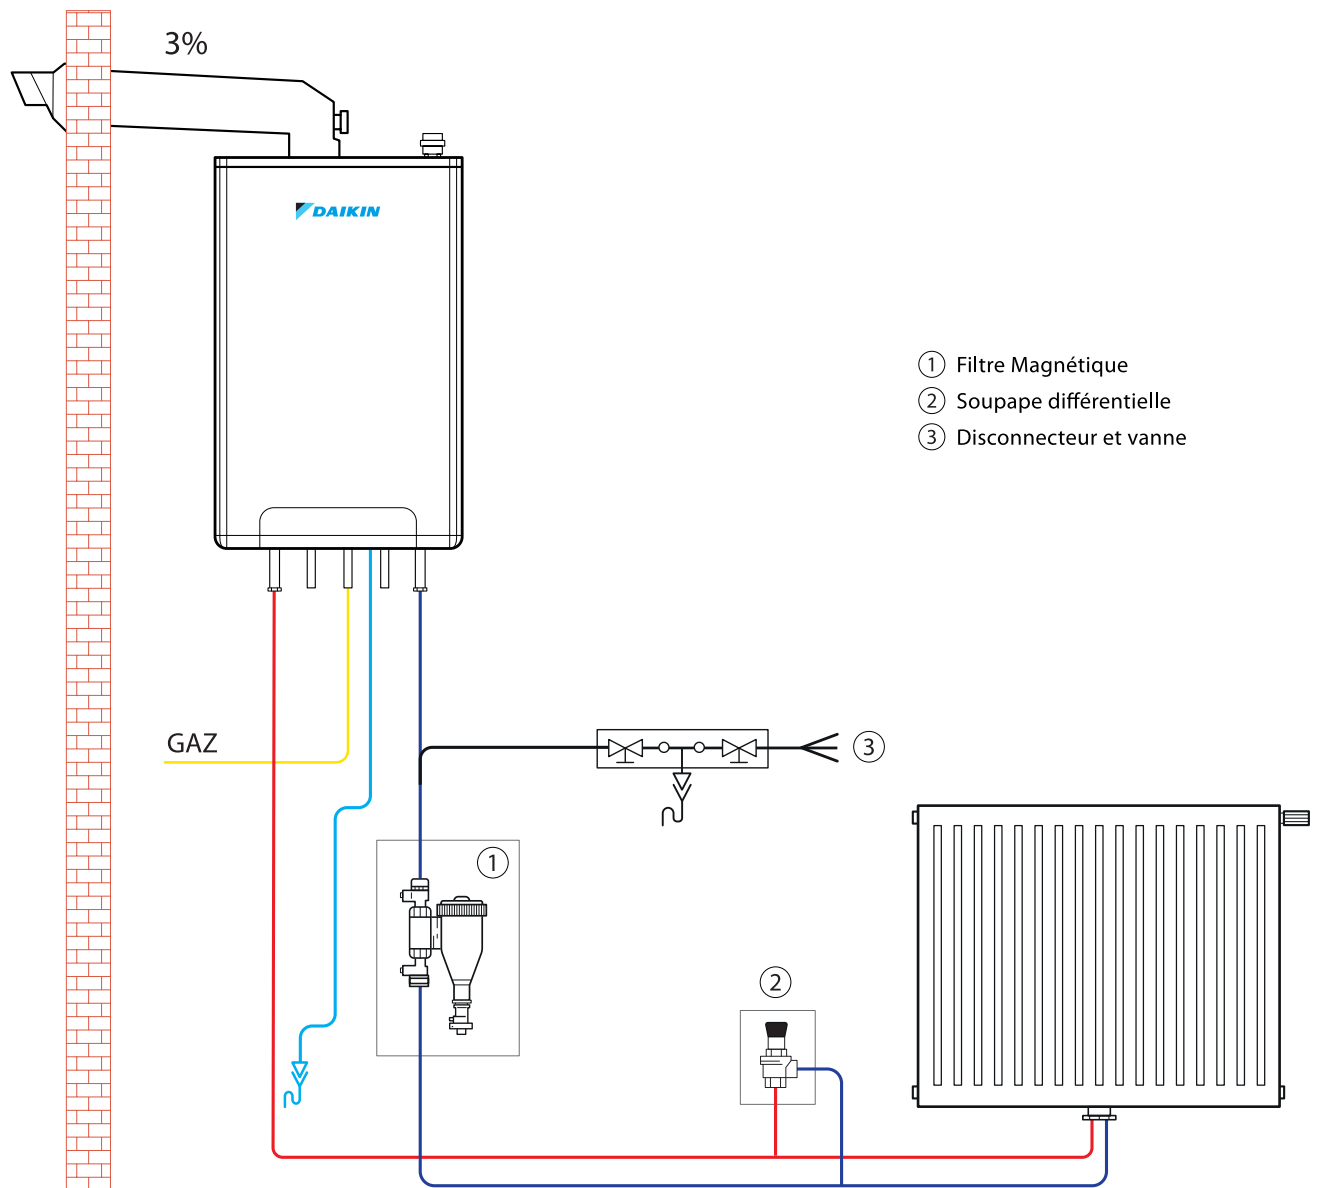 3%
DAIKIN
1 Filtre Magnétique
2 Soupape différentielle
3 Disconnecteur et vanne
GAZ
3
1
2